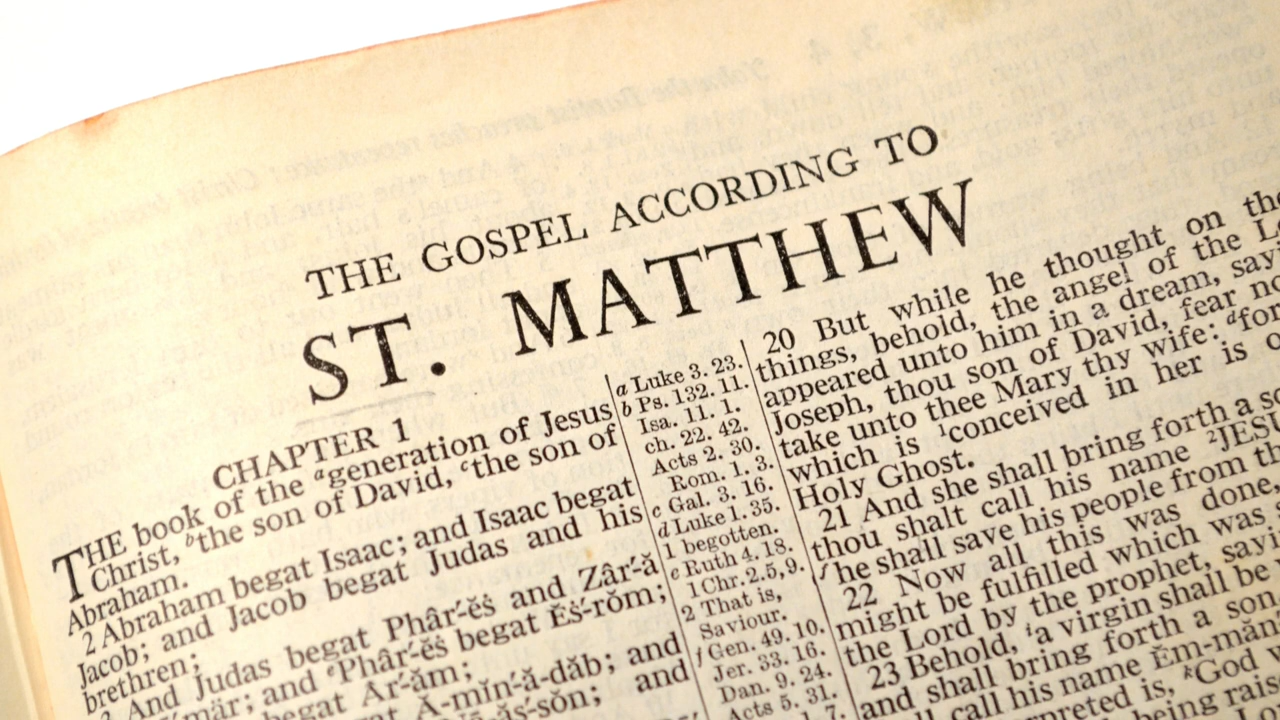 THE GOSPEL ACCORDING TO
ST. MATTHEW
CHAPTER 1
THE book of the ᵃgeneration of Jesus
Christ, ᵇthe son of David, ᶜthe son of
Abraham.
2 Abraham begat Isaac; and Isaac begat
Jacob; and Jacob begat Judas and his
brethren;
And Judas begat Phâr´-ĕs̆ and Zâr´-ă
and ᵉPhâr´-ĕs̆ begat Ĕs̆´-rŏm;
begat Âr´-ăm;
Ă-mĭn´-ă-dăb; and
and
a Luke 3. 23.
b Ps. 132. 11.
Isa. 11. 1.
ch. 22. 42.
Acts 2. 30.
Rom. 1. 3.
c Gal. 3. 16.
d Luke 1. 35.
1 begotten.
e Ruth 4. 18.
1 Chr. 2. 5, 9.
2 That is,
Saviour.
f Gen. 49. 10.
Jer. 33. 16.
Dan. 9. 24.
Acts 5. 31.
20 But while he thought on
things, behold, the angel of the
appeared unto him in a dream,
Joseph, thou son of David, fear
take unto thee Mary thy wife: ᵈfor
which is ¹conceived in her is
Holy Ghost.
21 And she shall bring forth a
thou shalt call his name ²JESU
ᶠhe shall save his people from
22 Now all this was done,
might be fulfilled which was
the Lord by the prophet,
23 Behold, ⁱa virgin shall be
and shall bring forth a son
call his name Ĕm-măn
is, ᵏGod
being